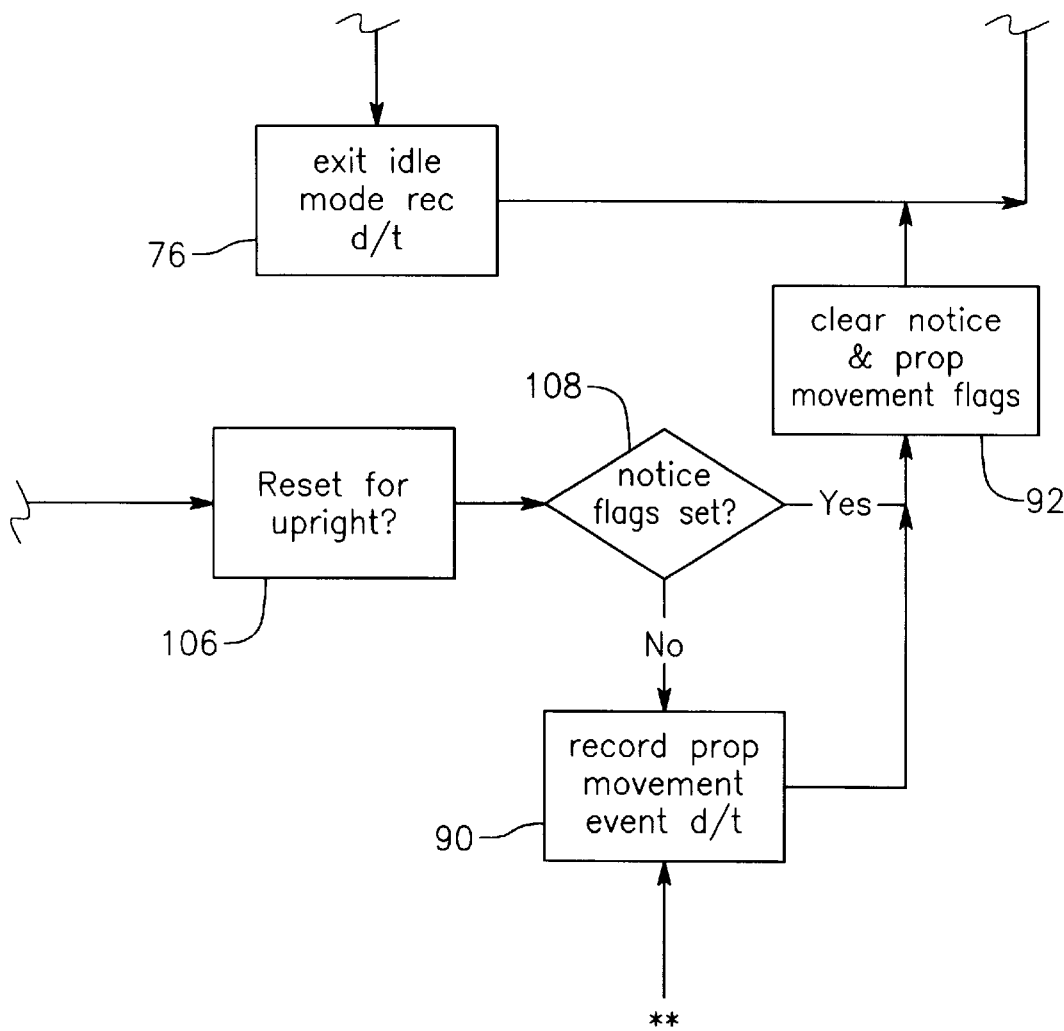 exit idle
mode rec
d/t
76
clear notice
& prop
movement flags
92
108
Reset for
upright?
106
notice
flags set?
Yes
No
record prop
movement
event d/t
90
**